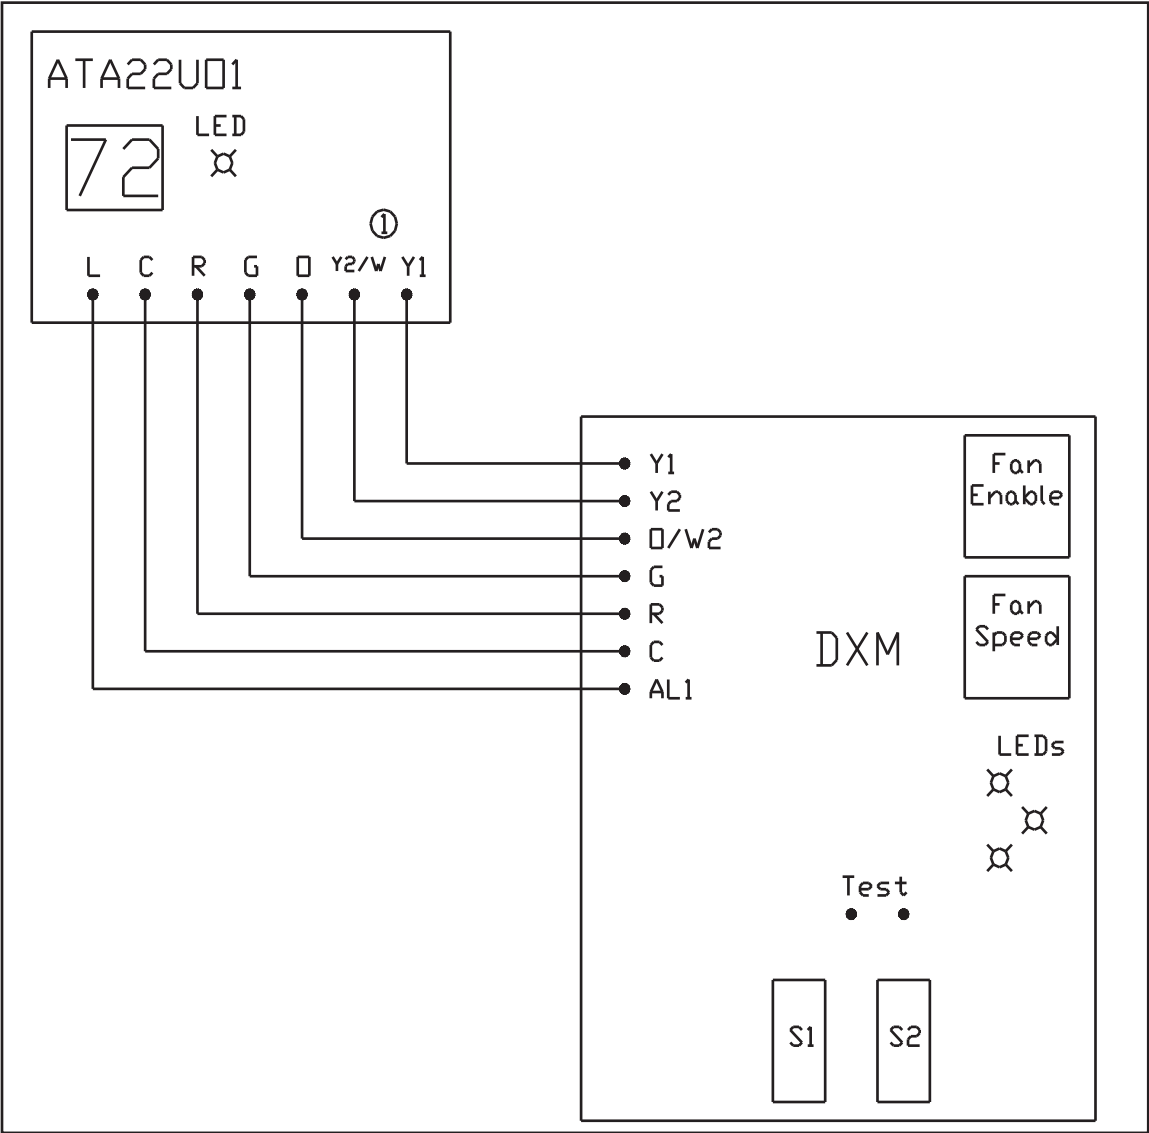 ATA22U01
LED
72
1
L C R G O Y2/W Y1
Y1
Y2
O/W2
G
R
C
AL1
Fan
Enable
Fan
Speed
DXM
LEDs
Test
S1 S2